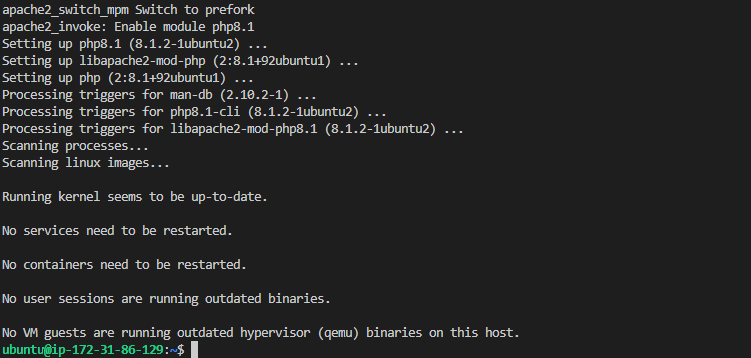 apache2_switch_mpm Switch to prefork
apache2_invoke: Enable module php8.1
Setting up php8.1 (8.1.2-1ubuntu2) ...
Setting up libapache2-mod-php (2:8.1+92ubuntu1) ...
Setting up php (2:8.1+92ubuntu1) ...
Processing triggers for man-db (2.10.2-1) ...
Processing triggers for php8.1-cli (8.1.2-1ubuntu2) ...
Processing triggers for libapache2-mod-php8.1 (8.1.2-1ubuntu2) ...
Scanning processes...
Scanning linux images...
Running kernel seems to be up-to-date.
No services need to be restarted.
No containers need to be restarted.
No user sessions are running outdated binaries.
No VM guests are running outdated hypervisor (qemu) binaries on this host.
ubuntu@ip-172-31-86-129:~$